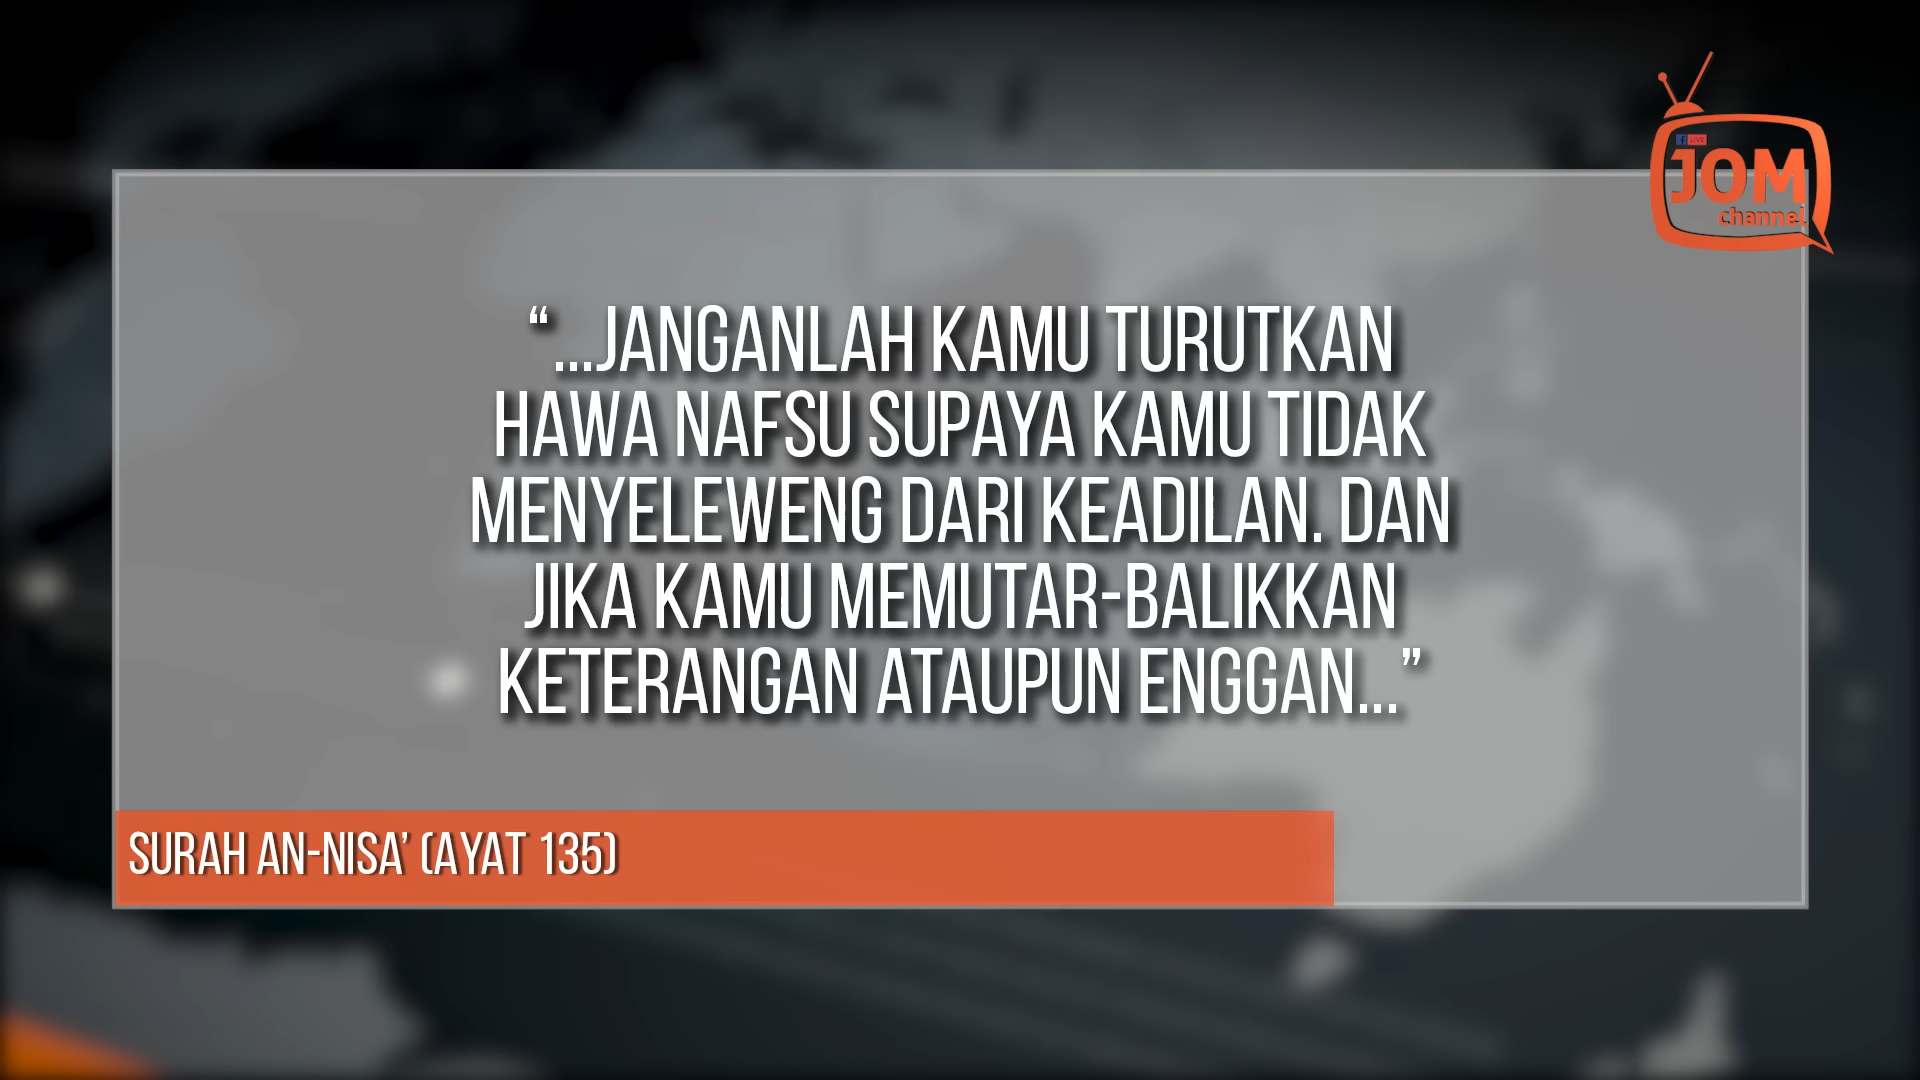 LIVE
JOM
channel
“...JANGANLAH KAMU TURUTKAN
HAWA NAFSU SUPAYA KAMU TIDAK
MENYELEWENG DARI KEADILAN. DAN
JIKA KAMU MEMUTAR-BALIKKAN
KETERANGAN ATAUPUN ENGGAN...”
SURAH AN-NISA’ (AYAT 135)